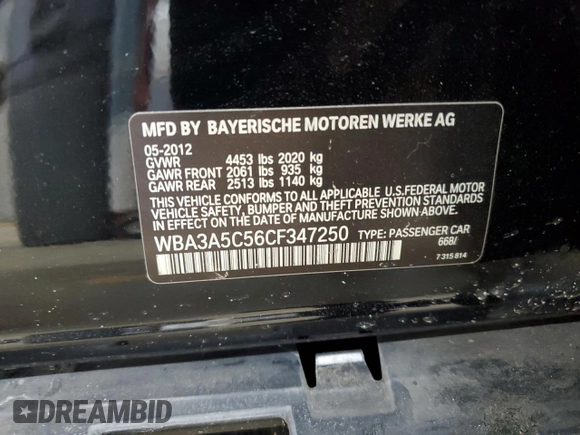 MFD BY BAYERISCHE MOTOREN WERKE AG
05-2012
GVWR 4453 lbs 2020 kg
GAWR FRONT 2061 lbs 935 kg
GAWR REAR 2513 lbs 1140 kg
THIS VEHICLE CONFORMS TO ALL APPLICABLE U.S.FEDERAL MOTOR
VEHICLE SAFETY, BUMPER AND THEFT PREVENTION STANDARDS
IN EFFECT ON THE DATE OF MANUFACTURE SHOWN ABOVE.
WBA3A5C56CF347250 TYPE: PASSENGER CAR
668/
7 315 814
DREAMBID